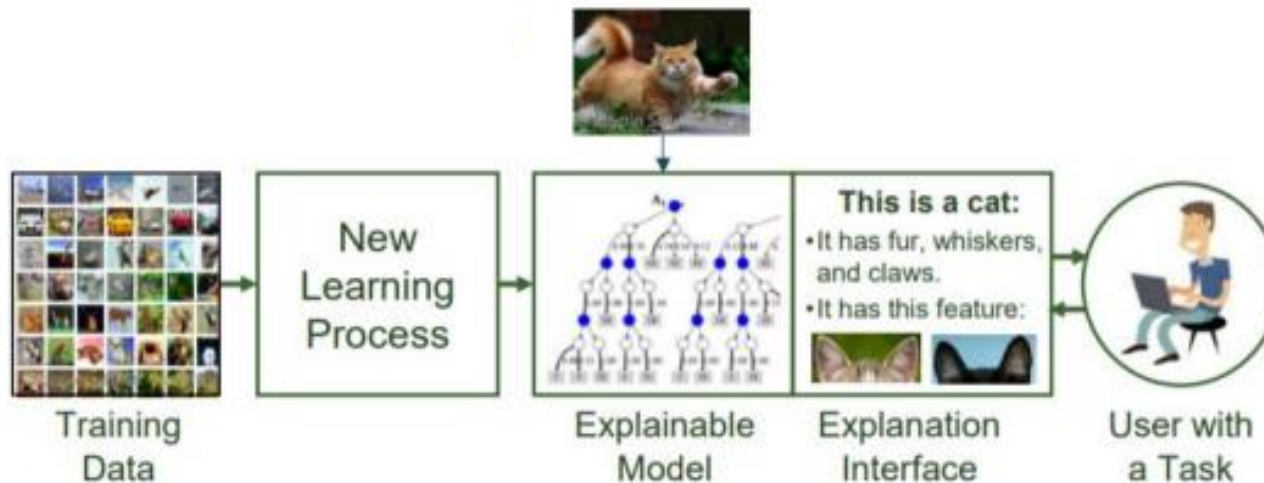 New
Learning
Process
This is a cat:
•It has fur, whiskers,
and claws.
•It has this feature:
Training
Data
Explainable
Model
Explanation
Interface
User with
a Task